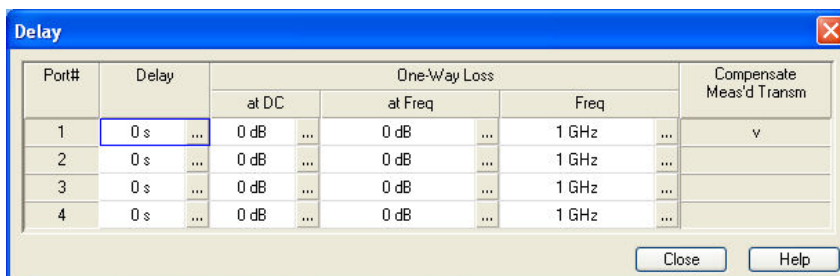 Delay
Port# Delay One-Way Loss Compensate Meas'd Transm
at DC at Freq Freq
1 0 s ... 0 dB ... 0 dB ... 1 GHz ... v
2 0 s ... 0 dB ... 0 dB ... 1 GHz ...
3 0 s ... 0 dB ... 0 dB ... 1 GHz ...
4 0 s ... 0 dB ... 0 dB ... 1 GHz ...
Close Help